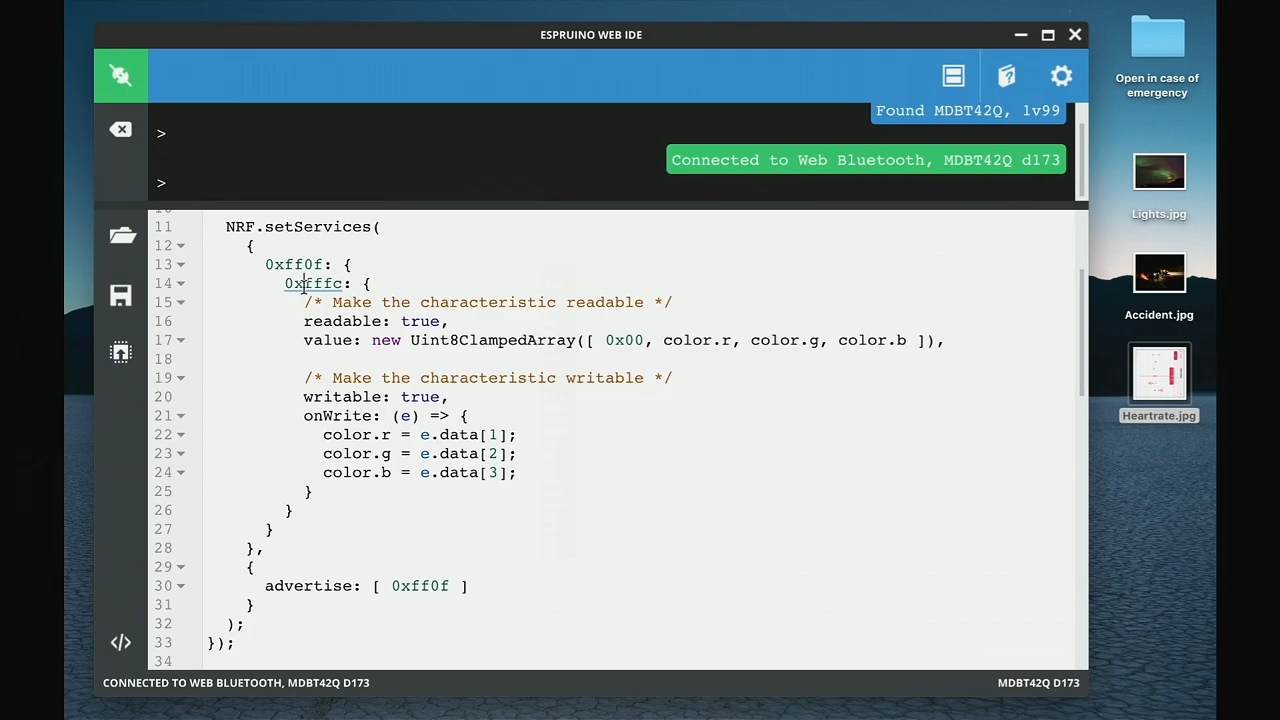 ESPRUINO WEB IDE
Found MDBT42Q, 1v99
>
Connected to Web Bluetooth, MDBT42Q d173
>
10
11 NRF.setServices(
12 {
13 0xff0f: {
14 0xfffc: {
15 /* Make the characteristic readable */
16 readable: true,
17 value: new Uint8ClampedArray([ 0x00, color.r, color.g, color.b ]),
18
19 /* Make the characteristic writable */
20 writable: true,
21 onWrite: (e) => {
22 color.r = e.data[1];
23 color.g = e.data[2];
24 color.b = e.data[3];
25 }
26 }
27 }
28 },
29 {
30 advertise: [ 0xff0f ]
31 }
32 );
33 });
34
CONNECTED TO WEB BLUETOOTH, MDBT42Q D173
MDBT42Q D173
Open in case of
emergency
Lights.jpg
Accident.jpg
Heartrate.jpg